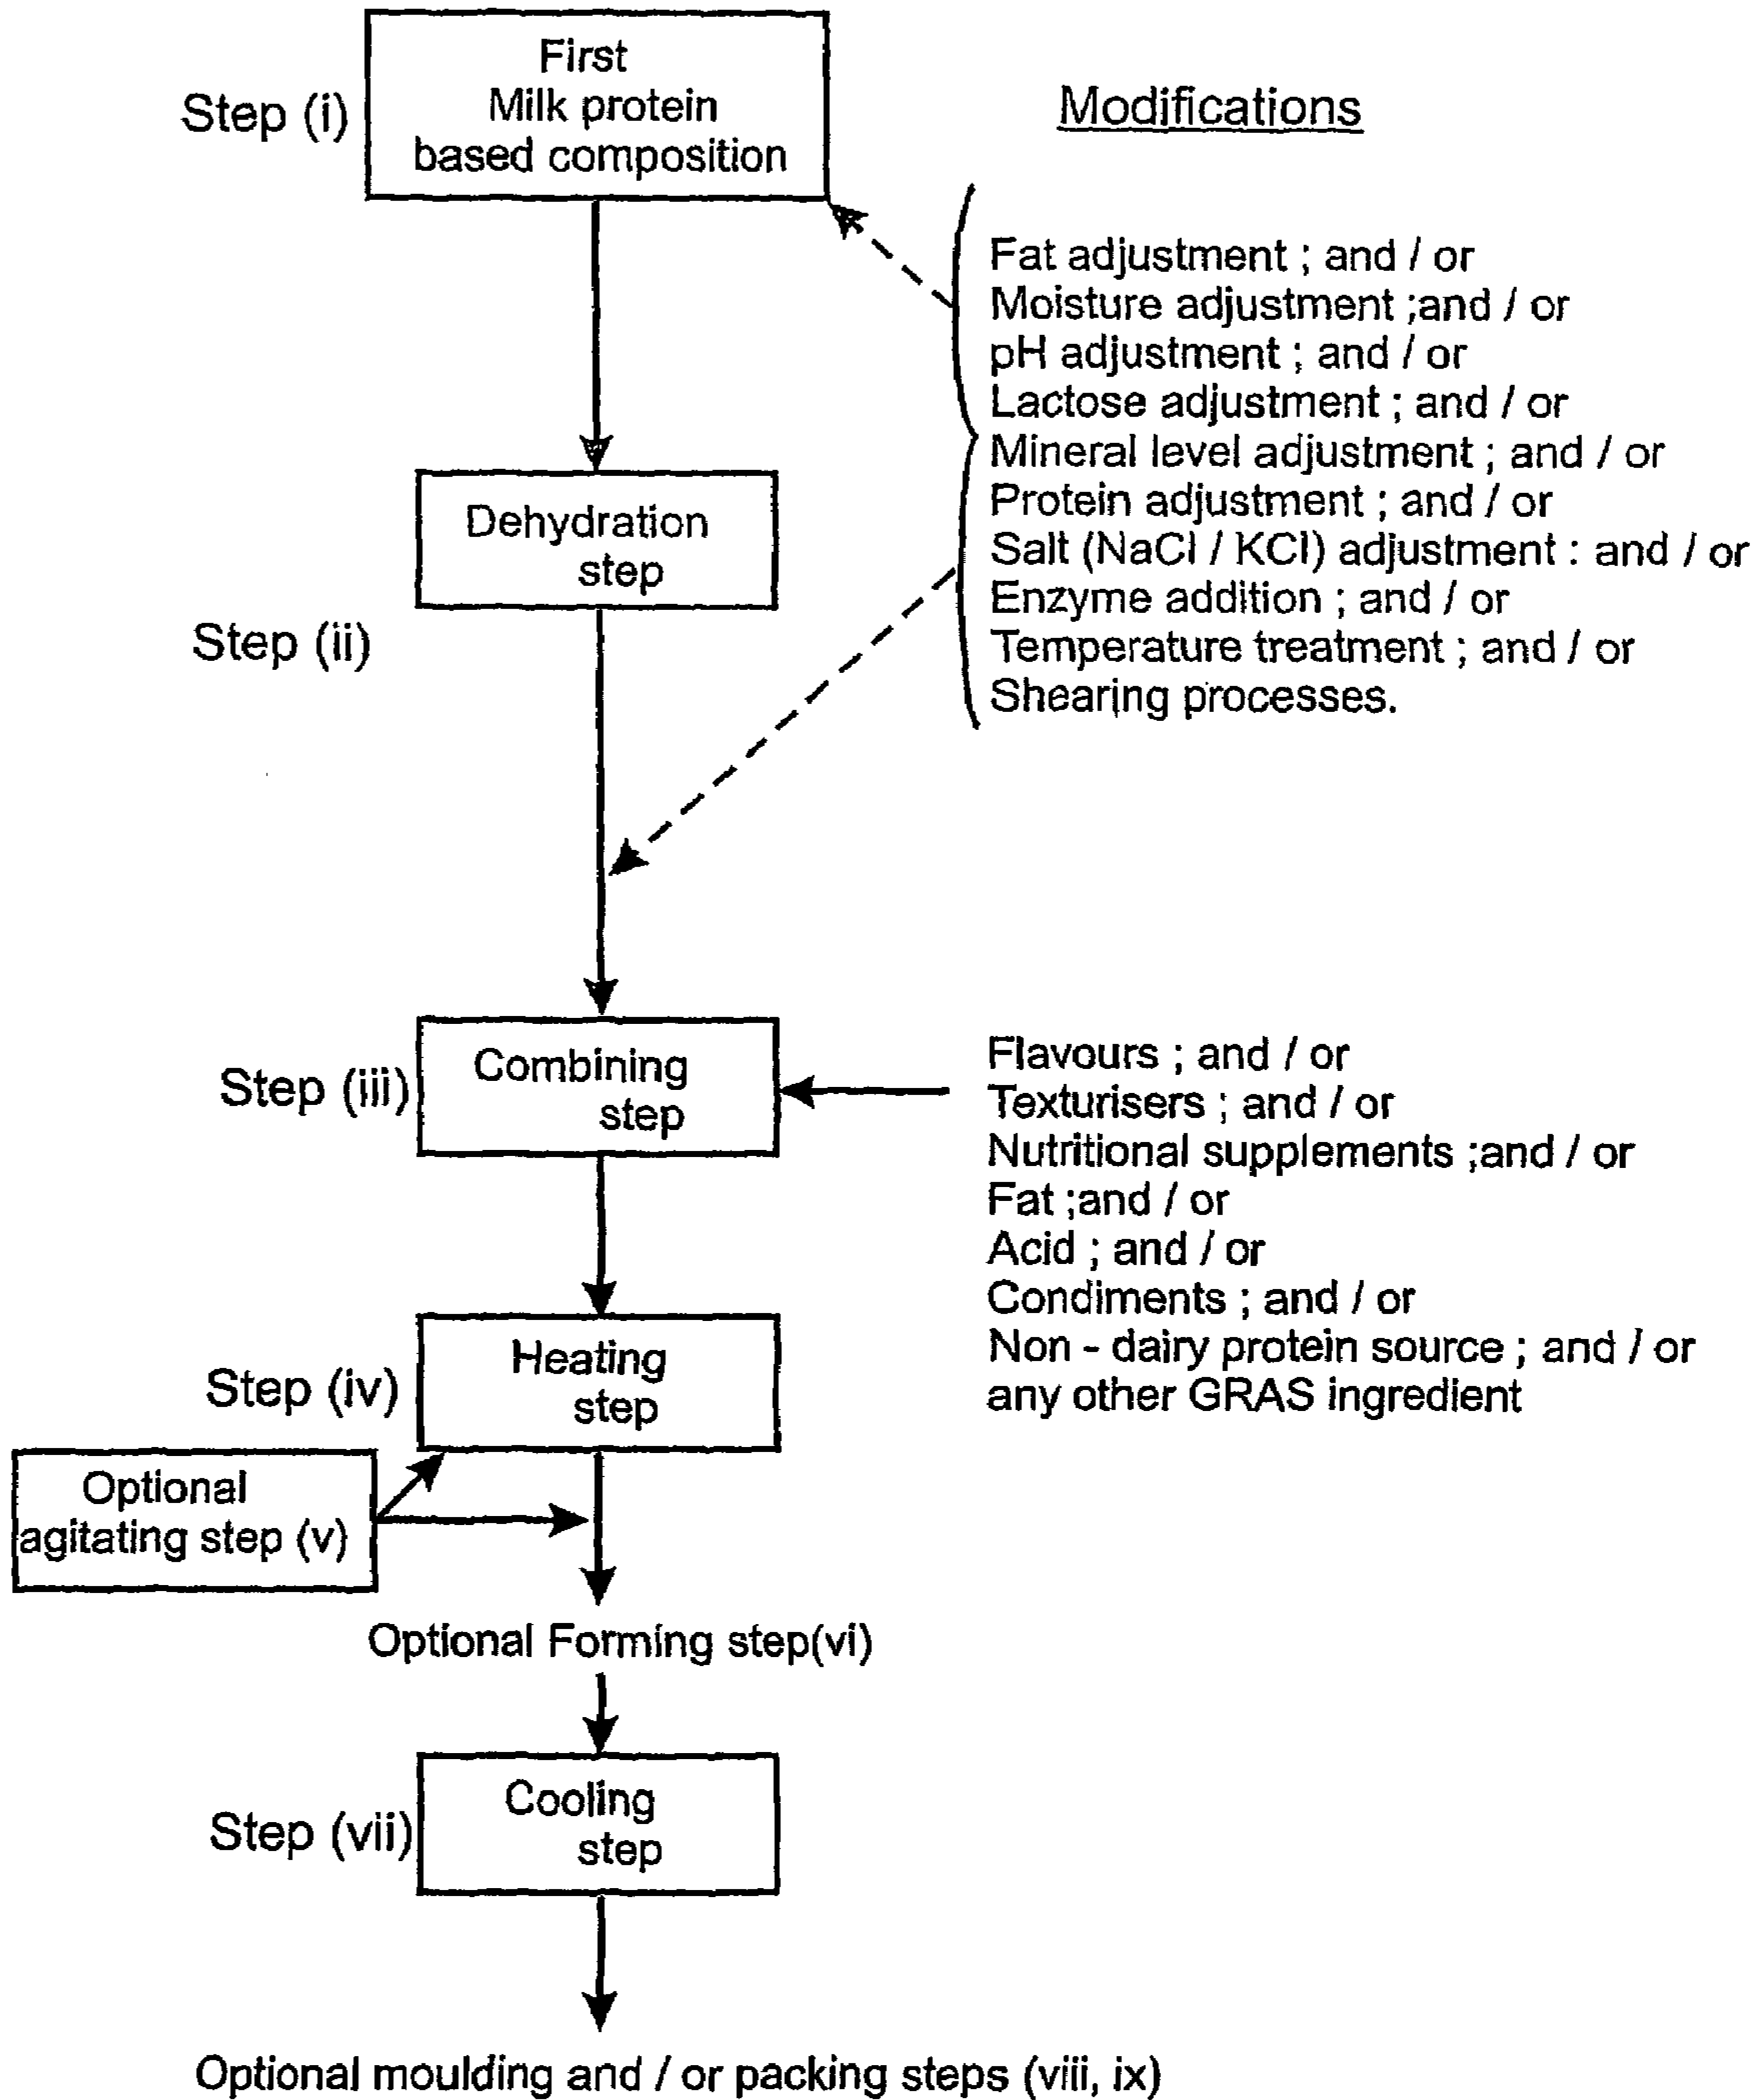 First
Milk protein
based composition
Step (i)
Modifications
Fat adjustment ; and / or
Moisture adjustment ;and / or
pH adjustment ; and / or
Lactose adjustment ; and / or
Mineral level adjustment ; and / or
Protein adjustment ; and / or
Salt (NaCl / KCl) adjustment : and / or
Enzyme addition ; and / or
Temperature treatment ; and / or
Shearing processes.
Dehydration
step
Step (ii)
Step (iii)
Combining
step
Flavours ; and / or
Texturisers ; and / or
Nutritional supplements ;and / or
Fat ;and / or
Acid ; and / or
Condiments ; and / or
Non - dairy protein source ; and / or
any other GRAS ingredient
Step (iv)
Heating
step
Optional
agitating step (v)
Optional Forming step(vi)
Step (vii)
Cooling
step
Optional moulding and / or packing steps (viii, ix)